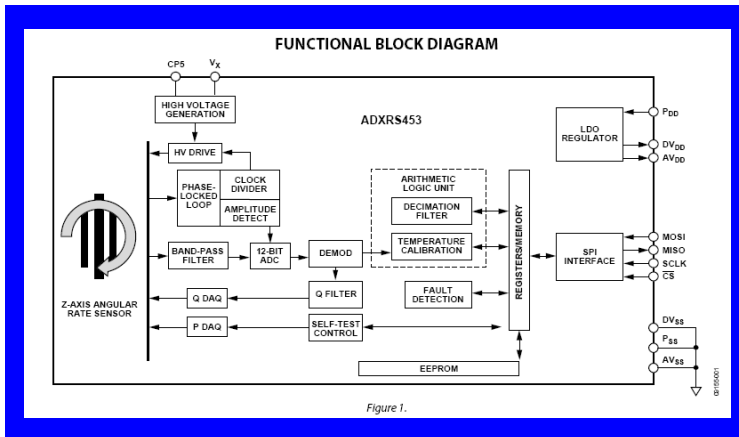 FUNCTIONAL BLOCK DIAGRAM
CP5
VX
HIGH VOLTAGE
GENERATION
ADXRS453
LDO
REGULATOR
PDD
DVDD
AVDD
HV DRIVE
PHASE-
LOCKED
LOOP
CLOCK
DIVIDER
AMPLITUDE
DETECT
ARITHMETIC
LOGIC UNIT
DECIMATION
FILTER
TEMPERATURE
CALIBRATION
REGISTERS/MEMORY
SPI
INTERFACE
MOSI
MISO
SCLK
CS
BAND-PASS
FILTER
12-BIT
ADC
DEMOD
Z-AXIS ANGULAR
RATE SENSOR
Q DAQ
Q FILTER
FAULT
DETECTION
P DAQ
SELF-TEST
CONTROL
EEPROM
DVSS
PSS
AVSS
09155-001
Figure 1.